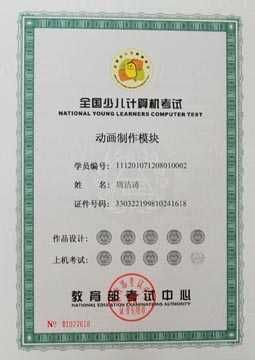 全国少儿计算机考试
NATIONAL YOUNG LEARNERS COMPUTER TEST
动画制作模块
学员编号: 111201071208010002
姓 名: 周洁涛
证件号码: 330322199810241618
作品设计:
上机考试:
教育部考试中心
NATIONAL EDUCATION EXAMINATIONS AUTHORITY
№ 01077618